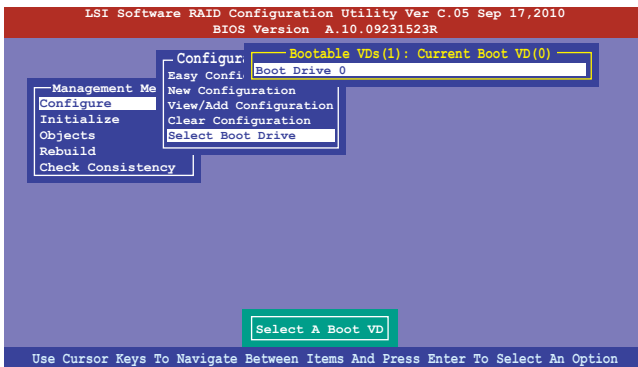 LSI Software RAID Configuration Utility Ver C.05 Sep 17,2010
BIOS Version A.10.09231523R
Bootable VDs(1): Current Boot VD(0)
Boot Drive 0
Configur
Easy Confi
New Configuration
View/Add Configuration
Clear Configuration
Select Boot Drive
Management Me
Configure
Initialize
Objects
Rebuild
Check Consistency
Select A Boot VD
Use Cursor Keys To Navigate Between Items And Press Enter To Select An Option